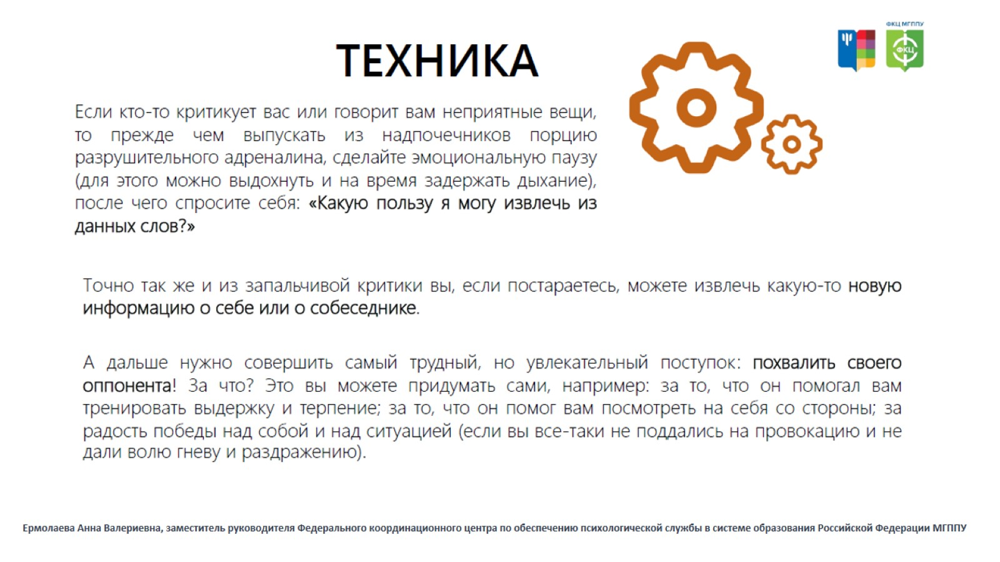 ФКЦ МГППУ
ФКЦ
ТЕХНИКА
Если кто-то критикует вас или говорит вам неприятные вещи,
то прежде чем выпускать из надпочечников порцию
разрушительного адреналина, сделайте эмоциональную паузу
(для этого можно выдохнуть и на время задержать дыхание),
после чего спросите себя: «Какую пользу я могу извлечь из
данных слов?»
Точно так же и из запальчивой критики вы, если постараетесь, можете извлечь какую-то новую
информацию о себе или о собеседнике.
А дальше нужно совершить самый трудный, но увлекательный поступок: похвалить своего
оппонента! За что? Это вы можете придумать сами, например: за то, что он помогал вам
тренировать выдержку и терпение; за то, что он помог вам посмотреть на себя со стороны; за
радость победы над собой и над ситуацией (если вы все-таки не поддались на провокацию и не
дали волю гневу и раздражению).
Ермолаева Анна Валериевна, заместитель руководителя Федерального координационного центра по обеспечению психологической службы в системе образования Российской Федерации МГППУ